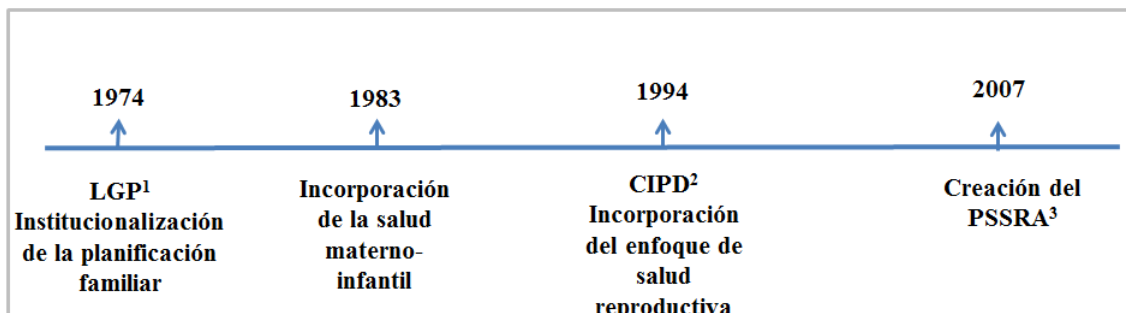 1974
1983
1994
2007
LGP¹
Institucionalización
de la planificación
familiar
Incorporación
de la salud
materno-
infantil
CIPD²
Incorporación
del enfoque de
salud
reproductiva
Creación del
PSSRA³